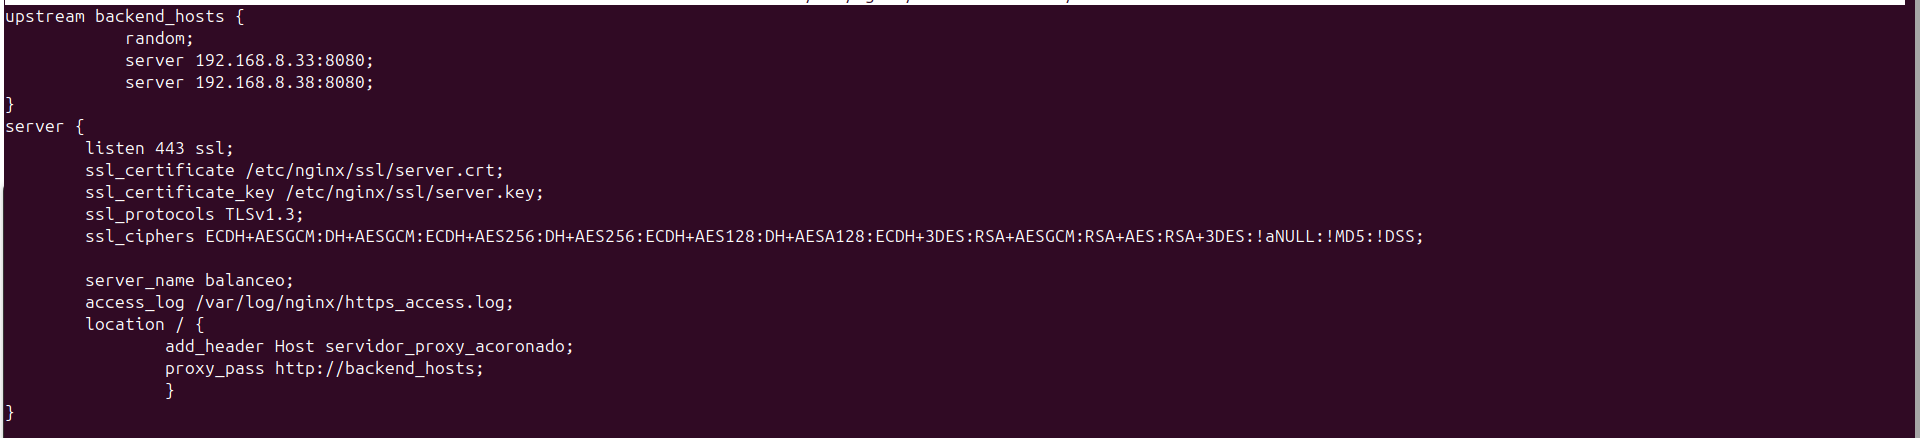 upstream backend_hosts {
            random;
            server 192.168.8.33:8080;
            server 192.168.8.38:8080;
}
server {
        listen 443 ssl;
        ssl_certificate /etc/nginx/ssl/server.crt;
        ssl_certificate_key /etc/nginx/ssl/server.key;
        ssl_protocols TLSv1.3;
        ssl_ciphers ECDH+AESGCM:DH+AESGCM:ECDH+AES256:DH+AES256:ECDH+AES128:DH+AESA128:ECDH+3DES:RSA+AESGCM:RSA+AES:RSA+3DES:!aNULL:!MD5:!DSS;
        server_name balanceo;
        access_log /var/log/nginx/https_access.log;
        location / {
                add_header Host servidor_proxy_acoronado;
                proxy_pass http://backend_hosts;
                }
}